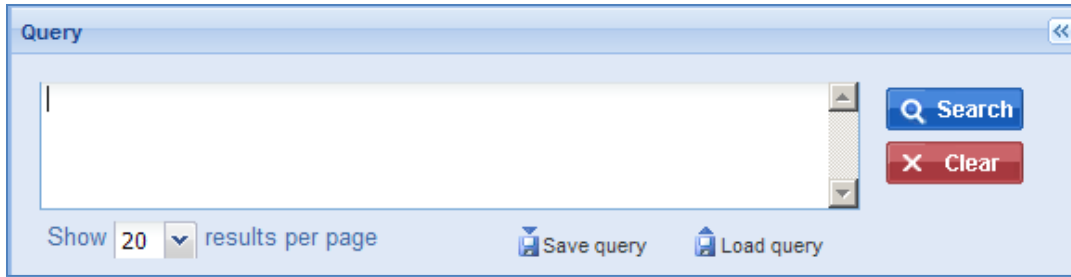 Query
Search
Clear
Show 20 results per page
Save query
Load query